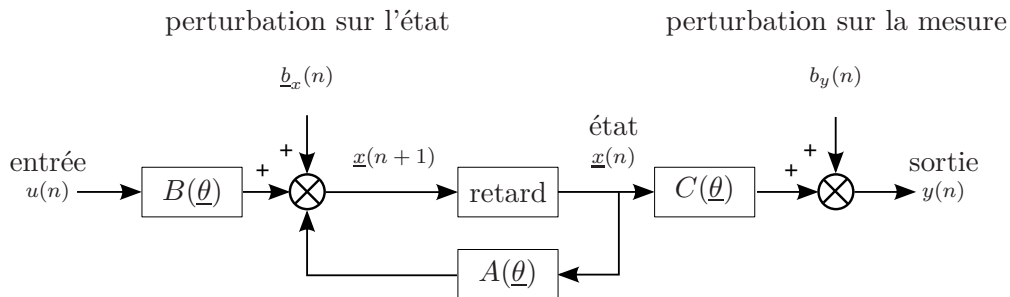 perturbation sur l'état
perturbation sur la mesure
b_x(n)
b_y(n)
état
entrée
+
+
x(n + 1)
x(n)
+
+
sortie
u(n)
B(θ)
retard
C(θ)
y(n)
A(θ)